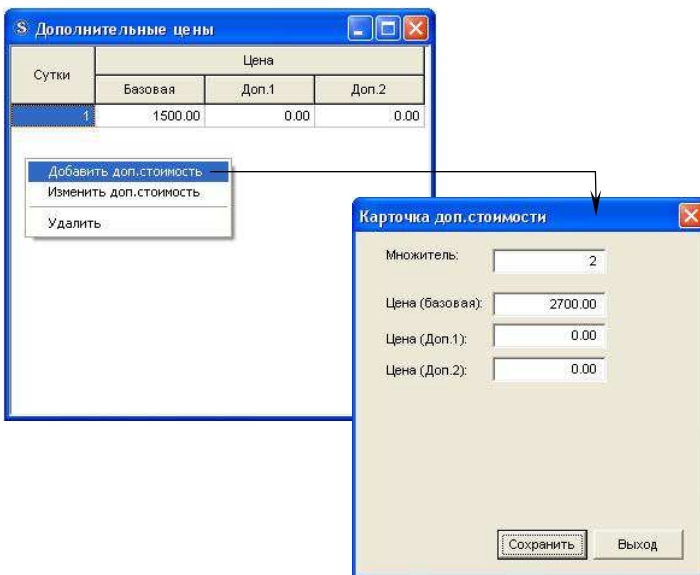 S Дополнительные цены
Сутки
Цена
Базовая Доп.1 Доп.2
1 1500.00 0.00 0.00
Добавить доп.стоимость
Изменить доп.стоимость
Удалить
Карточка доп.стоимости
Множитель: 2
Цена (базовая): 2700.00
Цена (Доп.1): 0.00
Цена (Доп.2): 0.00
Сохранить Выход